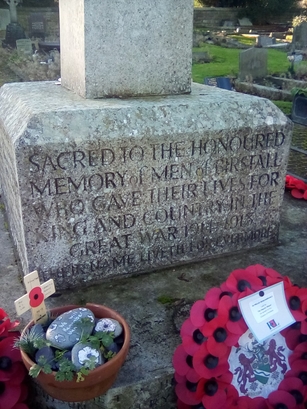 SACRED TO THE HONOURED
MEMORY of MEN of BIRSTALL
WHO GAVE THEIR LIVES FOR
KING AND COUNTRY IN THE
GREAT WAR 1914-1918.
THEIR NAME LIVETH FOR EVERMORE